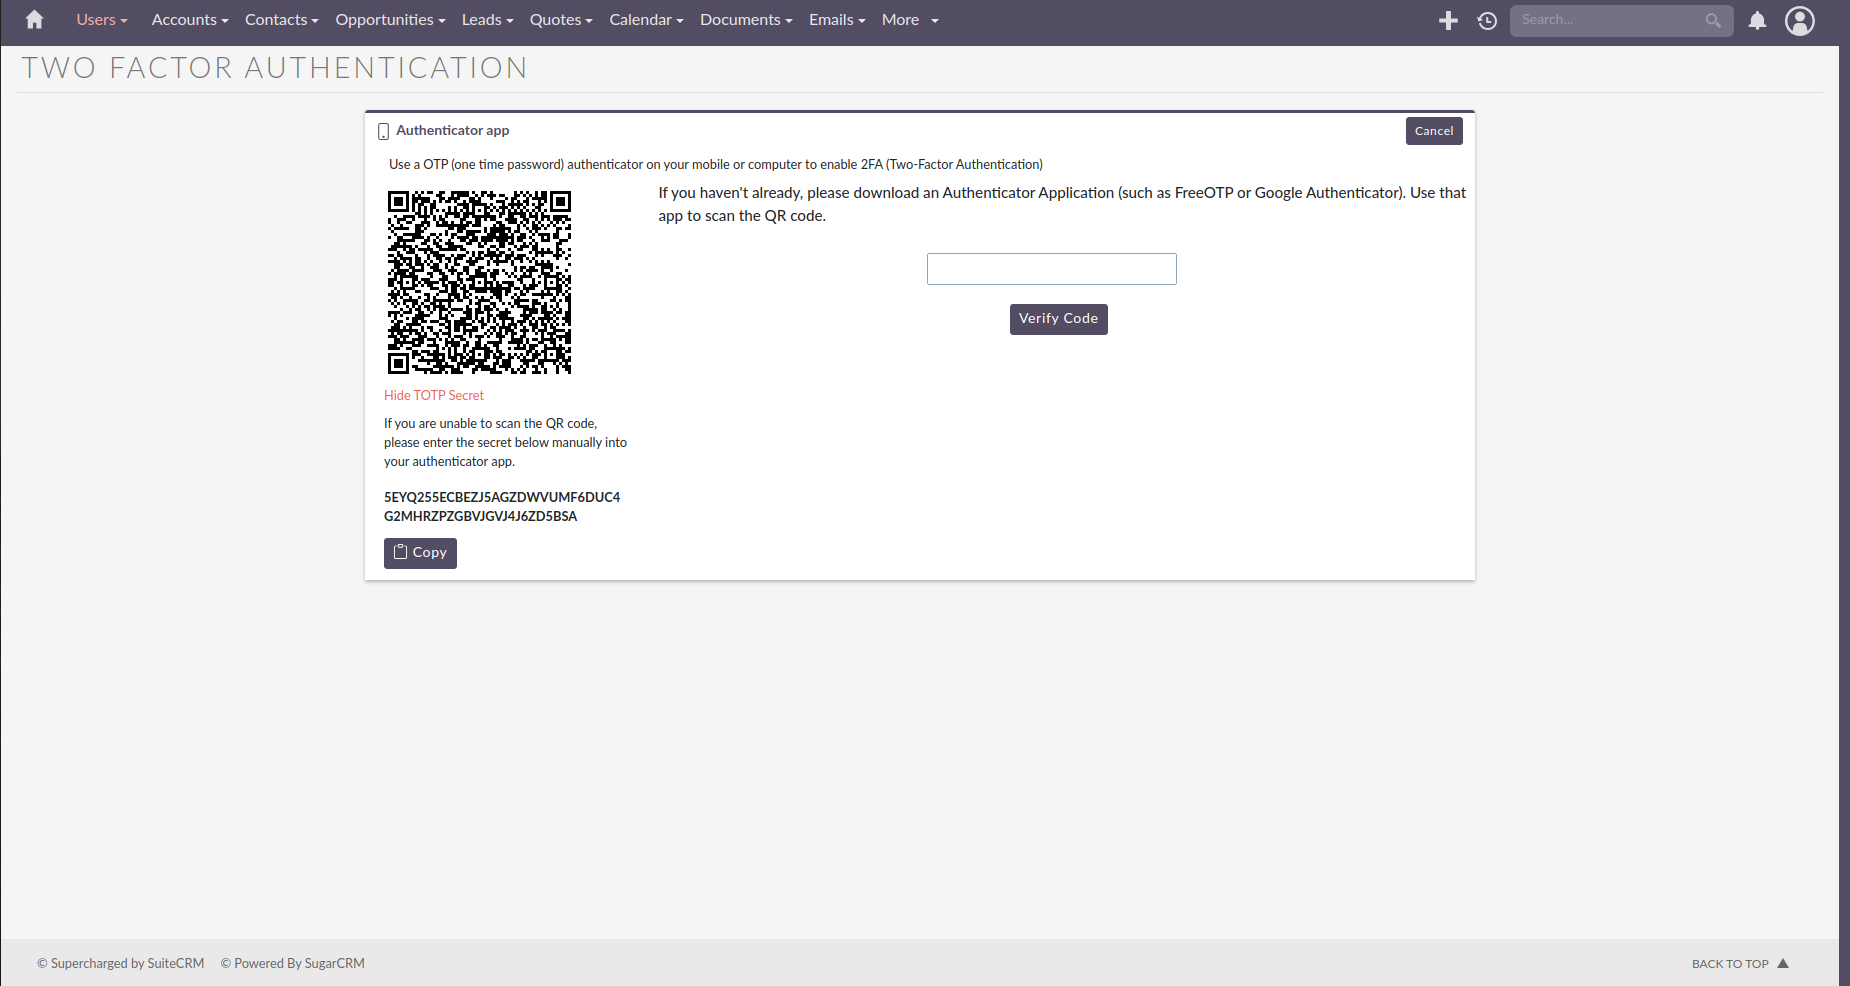 Users Accounts Contacts Opportunities Leads Quotes Calendar Documents Emails More Search...
TWO FACTOR AUTHENTICATION
Authenticator app
Cancel
Use a OTP (one time password) authenticator on your mobile or computer to enable 2FA (Two-Factor Authentication)
If you haven't already, please download an Authenticator Application (such as FreeOTP or Google Authenticator). Use that
app to scan the QR code.
Verify Code
Hide TOTP Secret
If you are unable to scan the QR code,
please enter the secret below manually into
your authenticator app.
5EYQ255ECBEZJ5AGZDWVUMF6DUC4
G2MHRZPZGBVJGVJ4J6ZD5BSA
Copy
© Supercharged by SuiteCRM © Powered By SugarCRM
BACK TO TOP